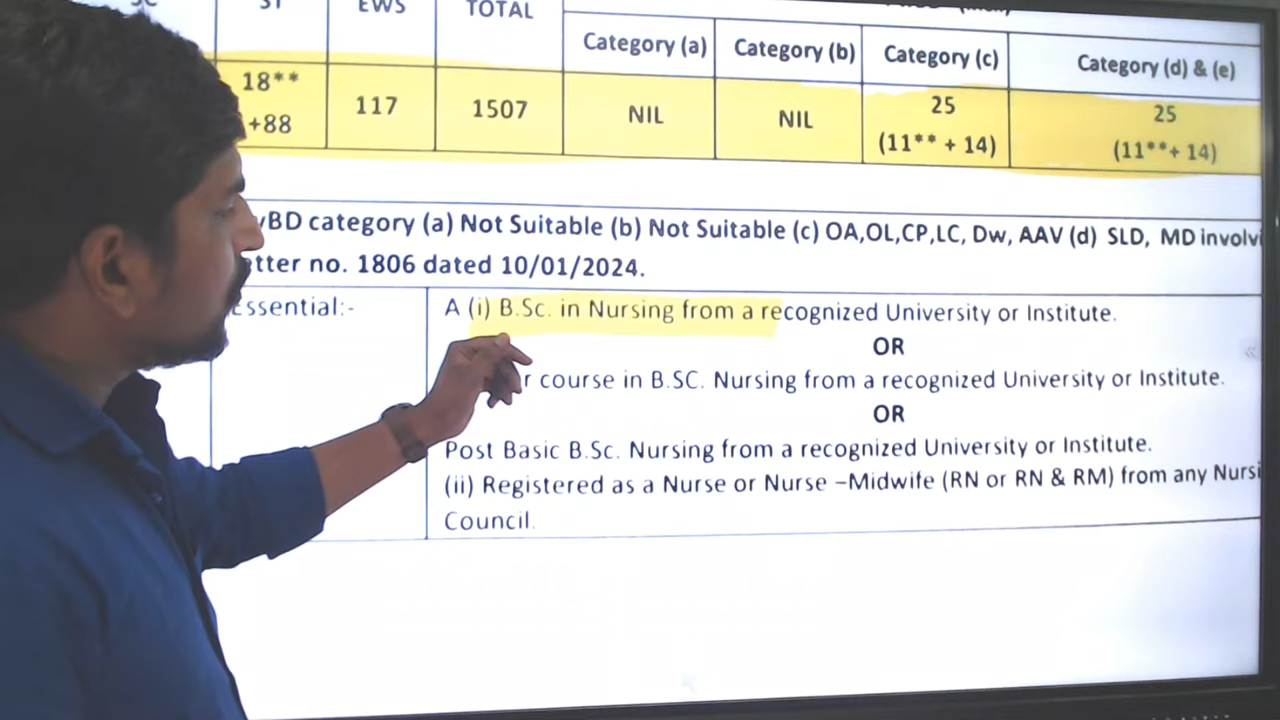 EWS
TOTAL
Category (a)
Category (b)
Category (c)
Category (d) & (e)
18**
+88
117
1507
NIL
NIL
25
(11** + 14)
25
(11**+ 14)
BD category (a) Not Suitable (b) Not Suitable (c) OA,OL,CP,LC, Dw, AAV (d) SLD, MD involvi
tter no. 1806 dated 10/01/2024.
Essential:-
A (i) B.Sc. in Nursing from a recognized University or Institute.
OR
r course in B.SC. Nursing from a recognized University or Institute.
OR
Post Basic B.Sc. Nursing from a recognized University or Institute.
(ii) Registered as a Nurse or Nurse –Midwife (RN or RN & RM) from any Nursi
Council.